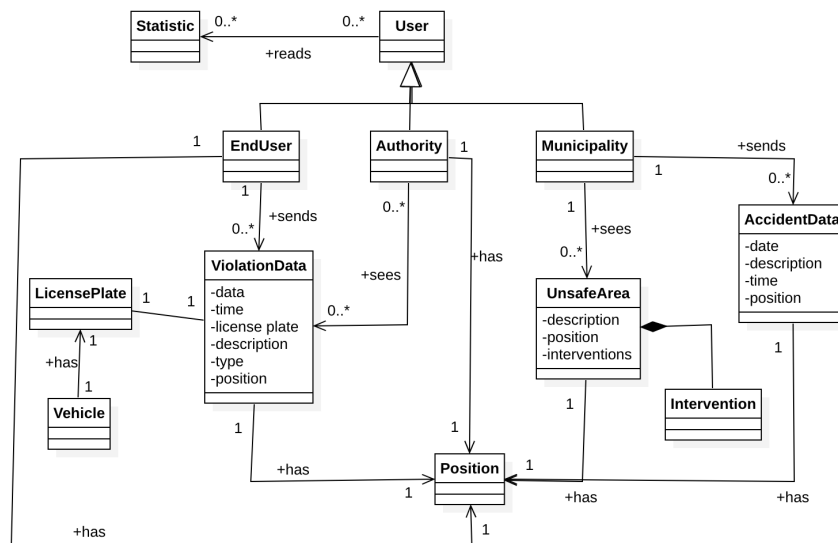 Statistic
0..*
0..*
User
+reads
1
EndUser
Authority
1
Municipality
+sends
1
0..*
1
0..*
+sends
0..*
1
+sees
0..*
AccidentData
-date
-description
-time
-position
ViolationData
-data
-time
-license plate
-description
-type
-position
+sees
0..*
+has
UnsafeArea
-description
-position
-interventions
LicensePlate
1
1
1
+has
1
Vehicle
1
1
1
1
Intervention
Position
+has
1
1
+has
+has
+has
1